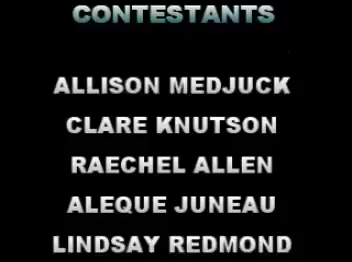 CONTESTANTS
ALLISON MEDJUCK
CLARE KNUTSON
RAECHEL ALLEN
ALEQUE JUNEAU
LINDSAY REDMOND